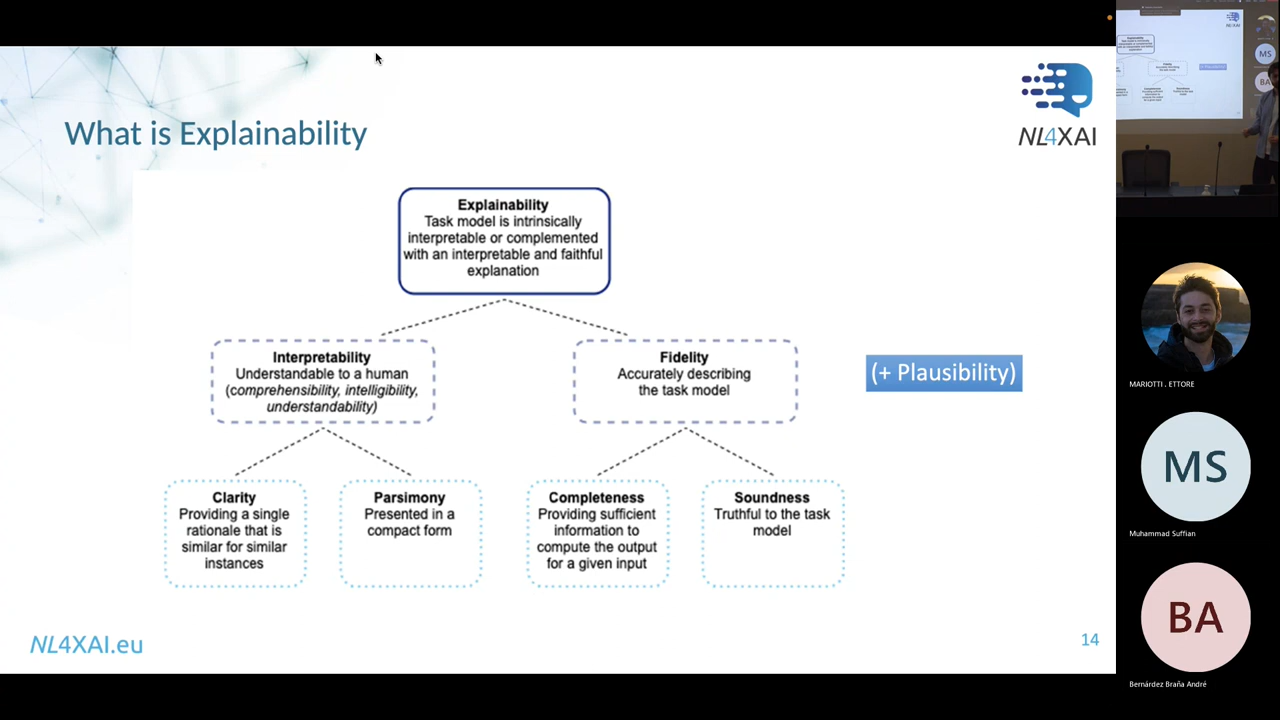 What is Explainability
NL4XAI
Explainability
Task model is intrinsically
interpretable or complemented
with an interpretable and faithful
explanation
Interpretability
Understandable to a human
(comprehensibility, intelligibility,
understandability)
Fidelity
Accurately describing
the task model
(+ Plausibility)
Clarity
Providing a single
rationale that is
similar for similar
instances
Parsimony
Presented in a
compact form
Completeness
Providing sufficient
information to
compute the output
for a given input
Soundness
Truthful to the task
model
NL4XAI.eu
14
MS
BA
MARIOTTI . ETTORE
MS
Muhammad Suffian
BA
Bernárdez Braña André